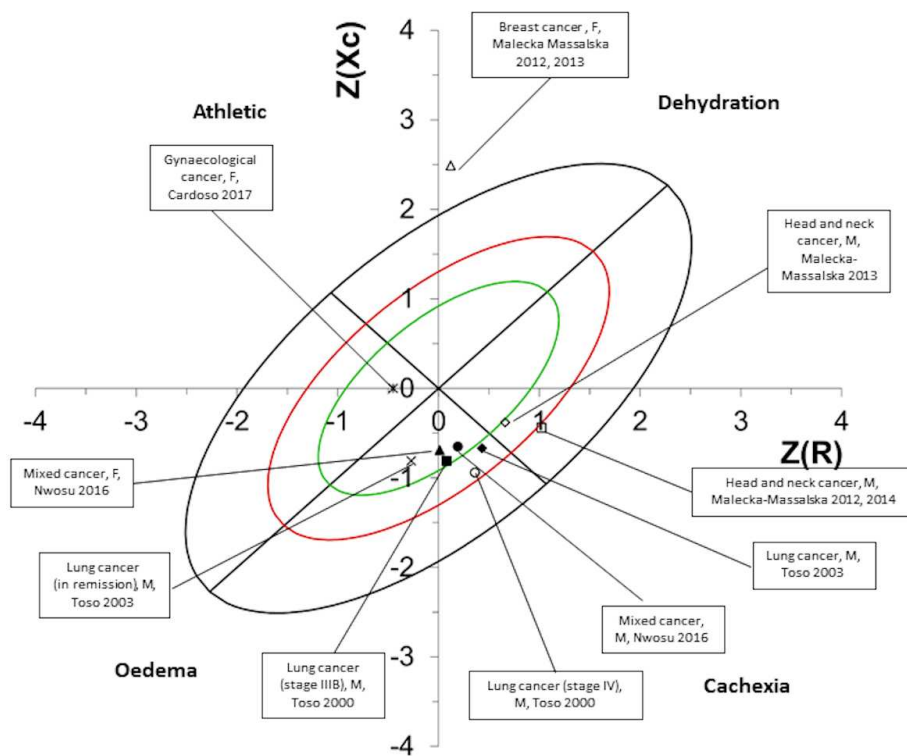 4
Z(Xc)
Breast cancer , F,
Malecka Massalska
2012, 2013
Athletic
Dehydration
3
Gynaecological
cancer, F,
Cardoso 2017
2
Head and neck
cancer, M,
Malecka-
Massalska 2013
1
0
-4 -3 -2 -1 0 1 2 3 4
Z(R)
Mixed cancer, F,
Nwosu 2016
-1
Head and neck cancer, M,
Malecka-Massalska 2012, 2014
Lung cancer
(in remission), M,
Toso 2003
-2
Lung cancer, M,
Toso 2003
Mixed cancer,
M, Nwosu 2016
Oedema
-3
Lung cancer
(stage IIIB), M,
Toso 2000
Lung cancer (stage IV),
M, Toso 2000
Cachexia
-4